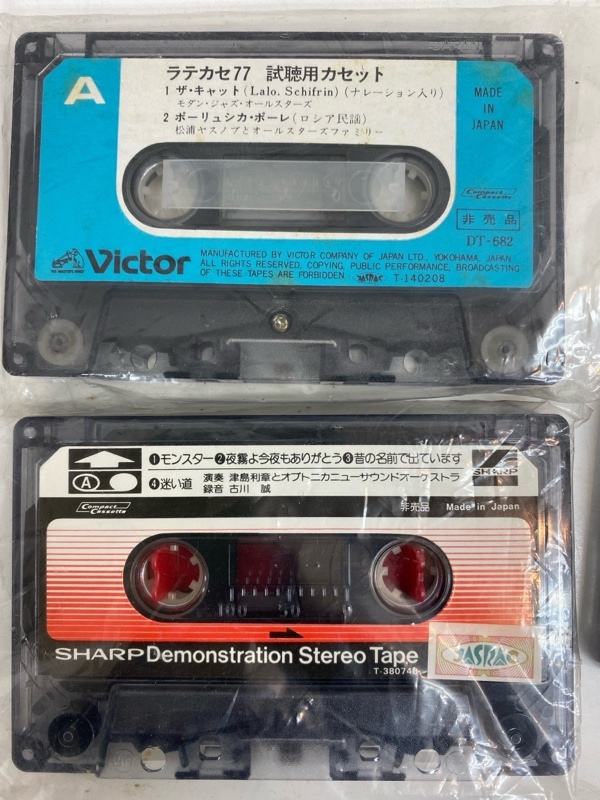 A
ラテカセ77 試聴用カセット
1 ザ・キャット(Lalo. Schifrin)(ナレーション入り)
モダン・ジャズ・オールスターズ
2 ポーリュシカ・ポーレ(ロシア民謡)
松浦ヤスノブとオールスターズファミリー
MADE
IN
JAPAN
Compact
Cassette
非売品
DT-682
Victor
MANUFACTURED BY VICTOR COMPANY OF JAPAN LTD., YOKOHAMA, JAPAN
ALL RIGHTS RESERVED, COPYING, PUBLIC PERFORMANCE, BROADCASTING
OF THESE TAPES ARE FORBIDDEN JASRAC T-140208
A
①モンスター②夜霧よ今夜もありがとう③昔の名前で出ています
④迷い道 演奏 津島利章とオプトニカニューサウンドオーケストラ
録音 古川 誠
SHARP
Compact
Cassette
非売品 Made in Japan
SHARP Demonstration Stereo Tape
JASRAC